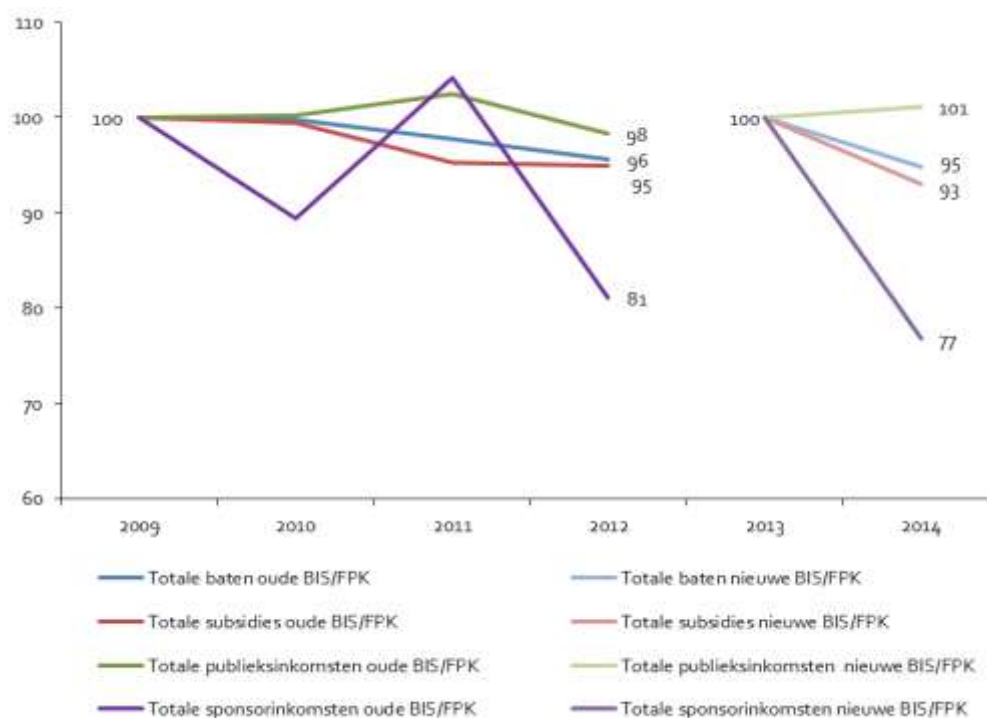 110
100
100
100
101
98
96
95
95
93
90
81
80
77
70
60
2009
2010
2011
2012
2013
2014
Totale baten oude BIS/FPK
Totale baten nieuwe BIS/FPK
Totale subsidies oude BIS/FPK
Totale subsidies nieuwe BIS/FPK
Totale publieksinkomsten oude BIS/FPK
Totale publieksinkomsten nieuwe BIS/FPK
Totale sponsorinkomsten oude BIS/FPK
Totale sponsorinkomsten nieuwe BIS/FPK